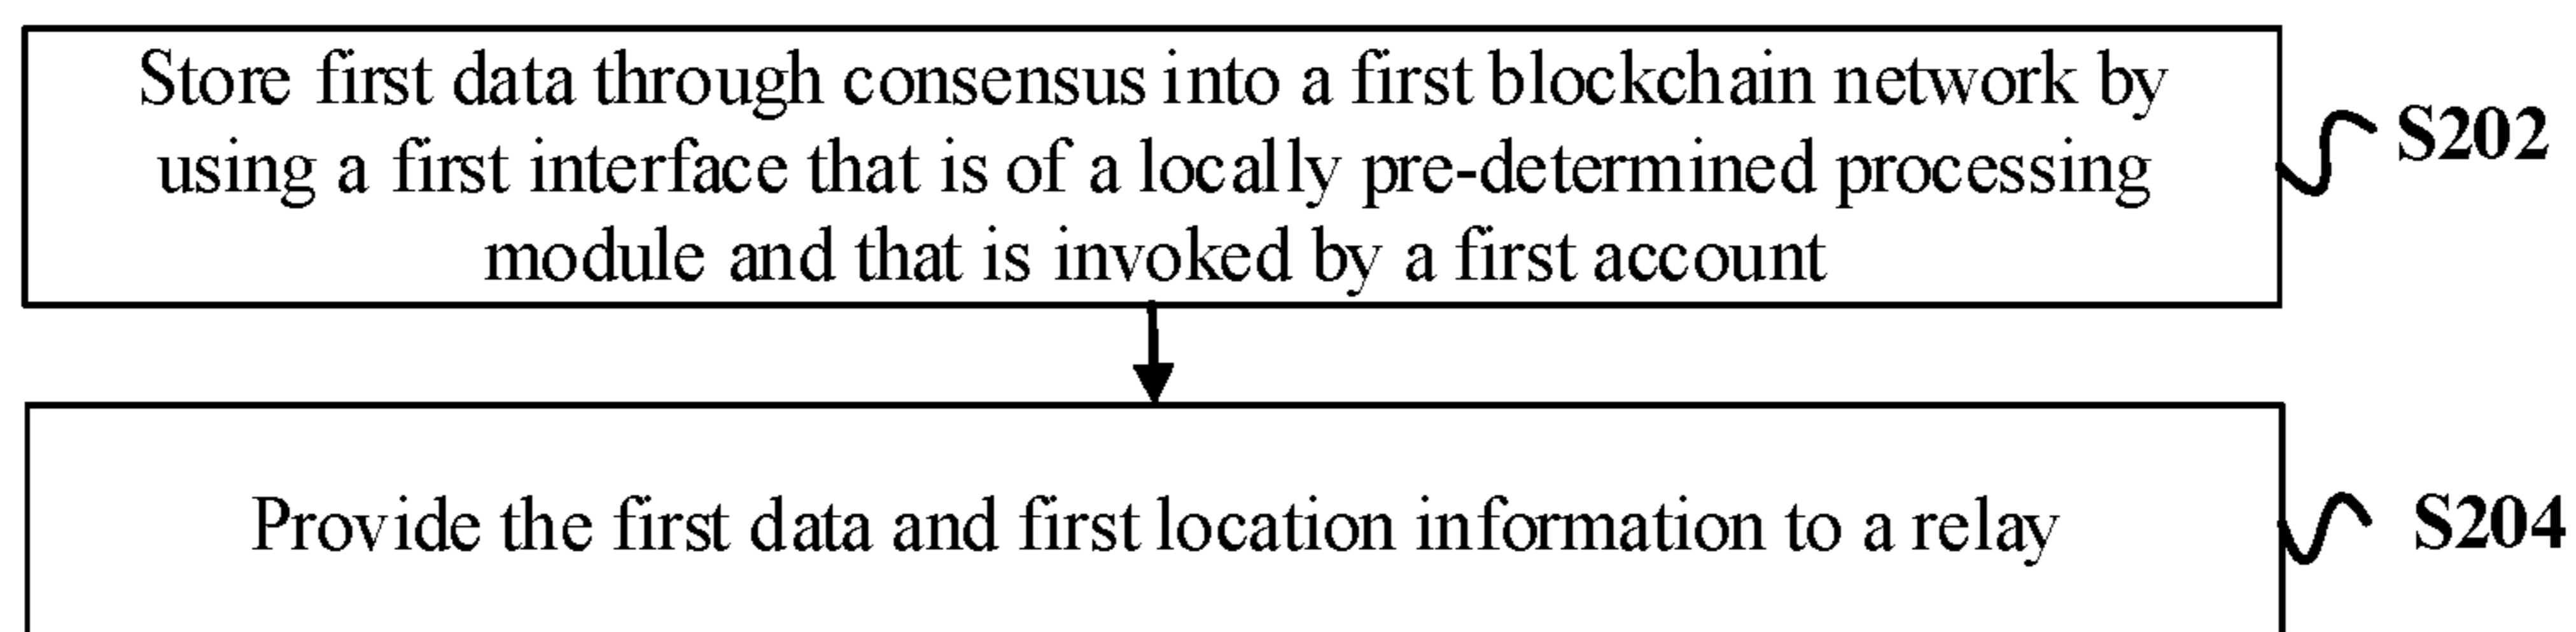 Store first data through consensus into a first blockchain network by
using a first interface that is of a locally pre-determined processing
module and that is invoked by a first account
S202
Provide the first data and first location information to a relay
S204